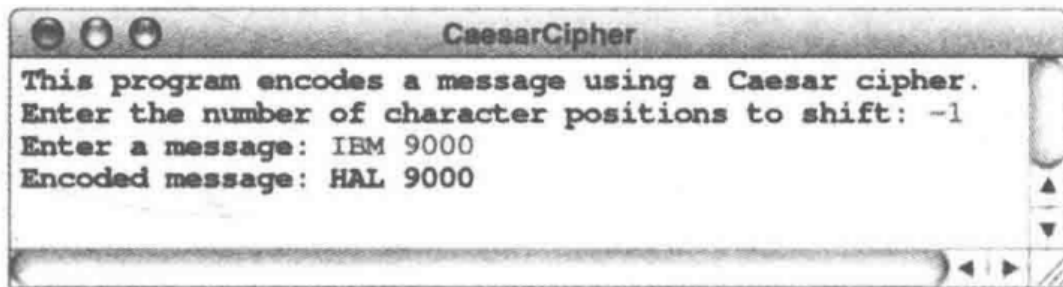 CaesarCipher
This program encodes a message using a Caesar cipher.
Enter the number of character positions to shift: -1
Enter a message: IBM 9000
Encoded message: HAL 9000